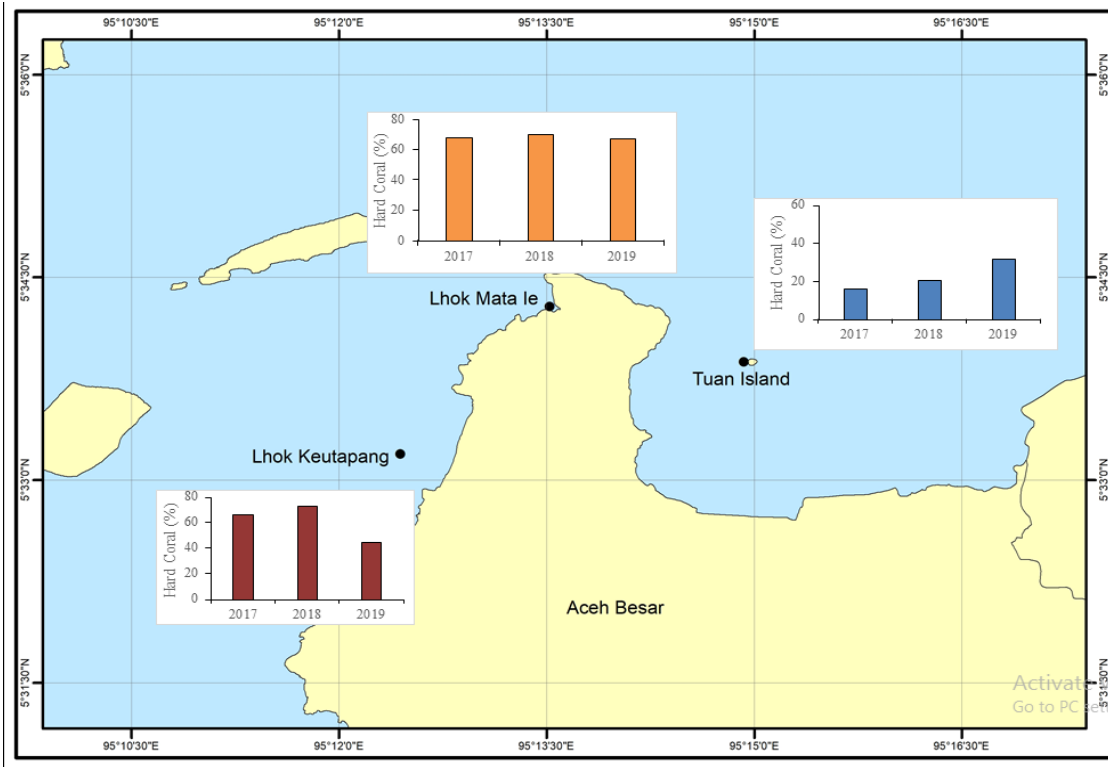 95°10'30"E 95°12'0"E 95°13'30"E 95°15'0"E 95°16'30"E
5°36'0"N
5°36'0"N
80
60
40
20
0
Hard Coral (%)
2017 2018 2019
60
40
20
0
Hard Coral (%)
2017 2018 2019
5°34'30"N
5°34'30"N
Lhok Mata Ie
Tuan Island
Lhok Keutapang
5°33'0"N
5°33'0"N
80
60
40
20
0
Hard Coral (%)
2017 2018 2019
Aceh Besar
5°31'30"N
5°31'30"N
Activate
Go to PC
95°10'30"E 95°12'0"E 95°13'30"E 95°15'0"E 95°16'30"E